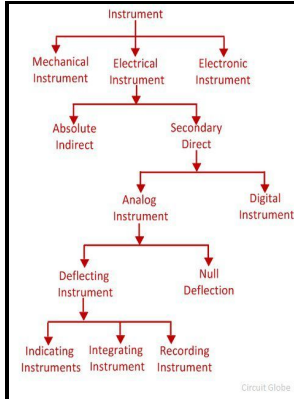 Instrument
Mechanical
Instrument
Electrical
Instrument
Electronic
Instrument
Absolute
Indirect
Secondary
Direct
Analog
Instrument
Digital
Instrument
Deflecting
Instrument
Null
Deflection
Indicating
Instruments
Integrating
Instrument
Recording
Instrument
Circuit Globe